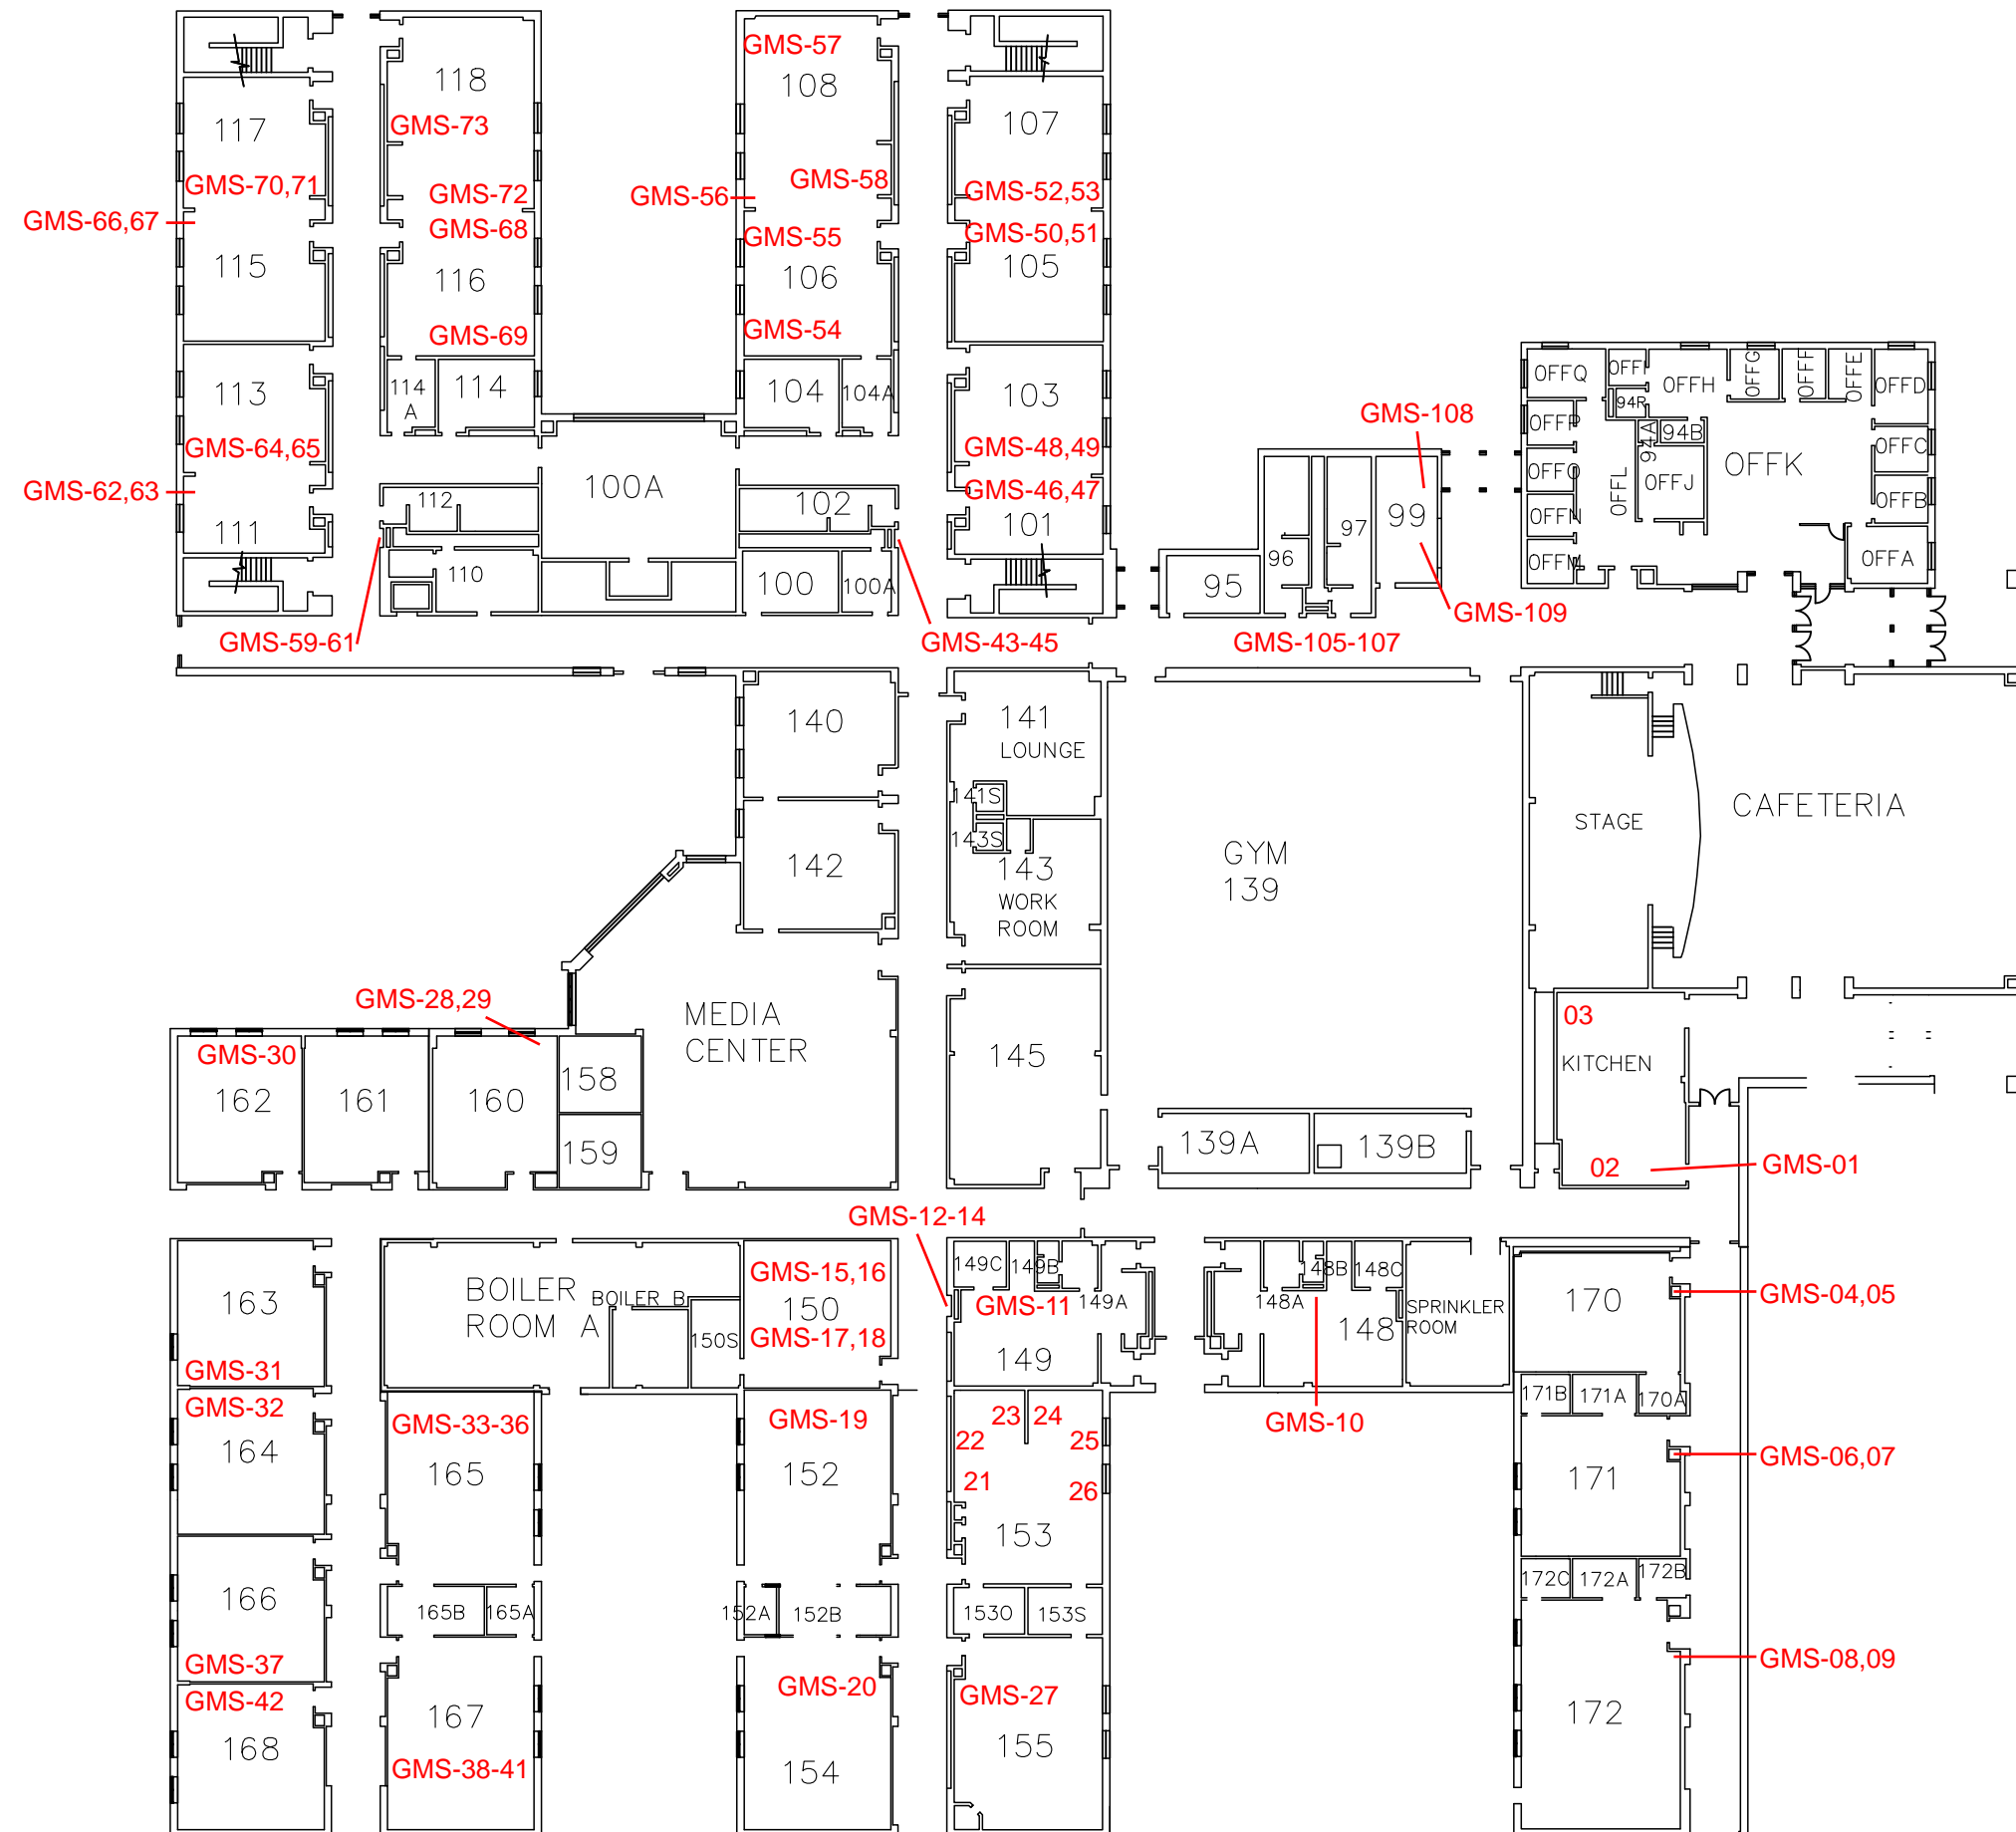 GMS-57
118
108
117
107
GMS-73
GMS-70,71
GMS-72
GMS-56
GMS-58
GMS-52,53
GMS-66,67
GMS-68
GMS-55
GMS-50,51
115
116
106
105
GMS-69
GMS-54
113
114
A
114
104
104A
103
OFFQ
OFFI
OFFH
OFFG
OFFF
OFFE
OFFD
94R
GMS-108
OFFP
94A
94B
OFFC
GMS-64,65
GMS-48,49
OFFO
OFFL
OFFJ
OFFK
GMS-62,63
112
100A
102
GMS-46,47
OFFB
111
101
96
97
99
OFFN
110
100
100A
95
OFFM
OFFA
GMS-59-61
GMS-43-45
GMS-105-107
GMS-109
140
141
LOUNGE
141S
143S
142
143
WORK
ROOM
GYM
139
STAGE
CAFETERIA
GMS-28,29
MEDIA
CENTER
03
GMS-30
145
KITCHEN
162
161
160
158
159
139A
139B
02
GMS-01
GMS-12-14
163
BOILER
ROOM A
BOILER B
GMS-15,16
150
150S
GMS-17,18
149C
149B
GMS-11
149A
149
148B
148C
148A
148
SPRINKLER
ROOM
170
GMS-04,05
GMS-31
GMS-32
GMS-33-36
GMS-19
23
24
22
25
GMS-10
171B
171A
170A
164
165
152
21
26
153
171
GMS-06,07
166
165B
165A
152A
152B
153O
153S
172C
172A
172B
GMS-37
GMS-42
GMS-20
GMS-27
GMS-08,09
168
167
GMS-38-41
154
155
172